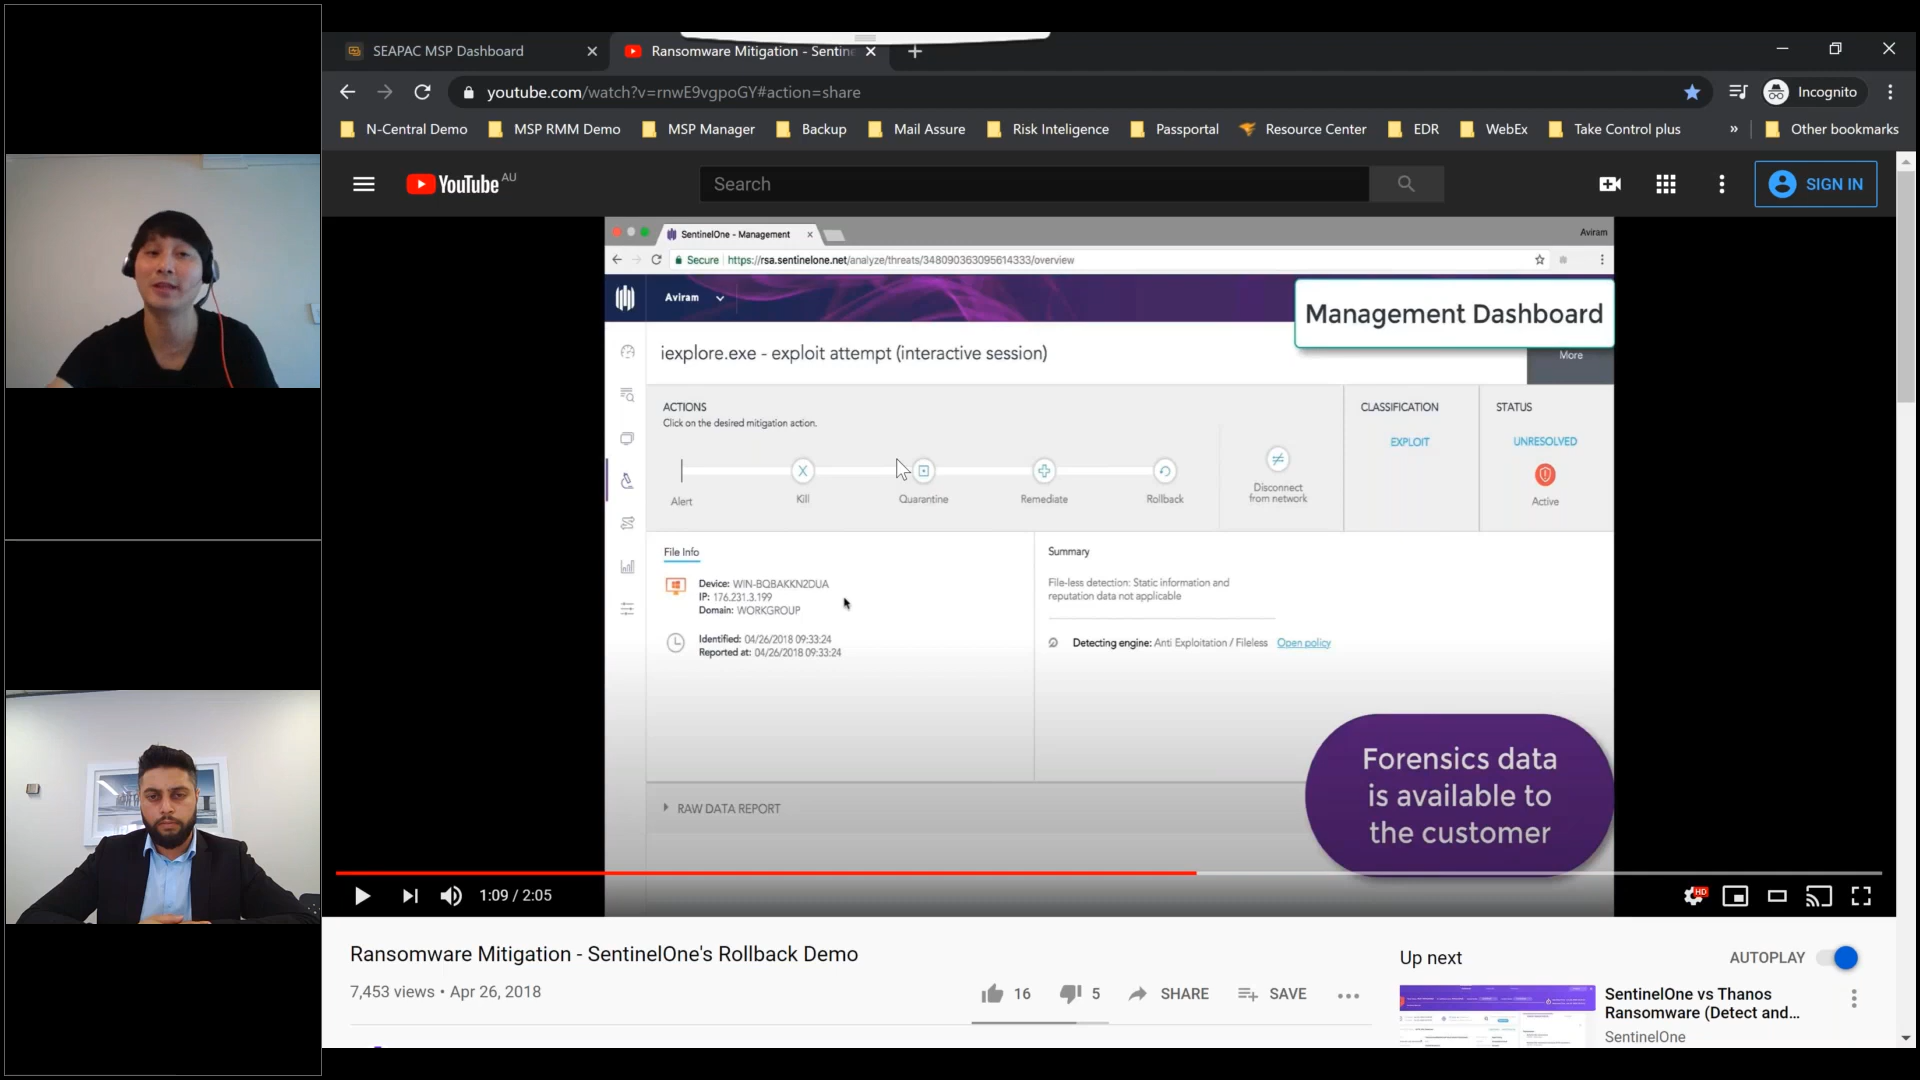 SEAPAC MSP Dashboard
Ransomware Mitigation - Sentine
youtube.com/watch?v=rnwE9vgpoGY#action=share
Incognito
N-Central Demo
MSP RMM Demo
MSP Manager
Backup
Mail Assure
Risk Inteligence
Passportal
Resource Center
EDR
WebEx
Take Control plus
»
Other bookmarks
YouTube AU
Search
SIGN IN
SentinelOne - Management
Aviram
Secure https://rsa.sentinelone.net/analyze/threats/348090363095614333/overview
Aviram
Management Dashboard
iexplore.exe - exploit attempt (interactive session)
More
ACTIONS
Click on the desired mitigation action.
CLASSIFICATION
STATUS
EXPLOIT
UNRESOLVED
Alert
Kill
Quarantine
Remediate
Rollback
Disconnect
from network
Active
File Info
Device: WIN-BQBAKKN2DUA
IP: 176.231.3.199
Domain: WORKGROUP
Identified: 04/26/2018 09:33:24
Reported at: 04/26/2018 09:33:24
Summary
File-less detection: Static information and
reputation data not applicable
Detecting engine: Anti Exploitation / Fileless Open policy
RAW DATA REPORT
Forensics data
is available to
the customer
1:09 / 2:05
HD
Ransomware Mitigation - SentinelOne's Rollback Demo
7,453 views • Apr 26, 2018
16
5
SHARE
SAVE
Up next
AUTOPLAY
SentinelOne vs Thanos
Ransomware (Detect and...
SentinelOne